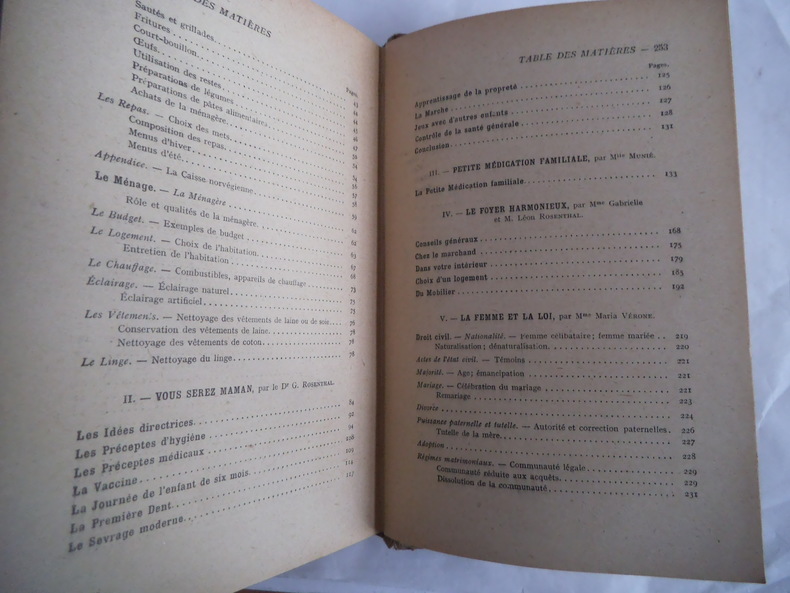 DES MATIÈRES
Pages.
Sautés et grillades
Fritures
Court-bouillon
Œufs
Utilisation des restes
Préparations de légumes
Préparations de pâtes alimentaires
Achats de la ménagère
Les Repas. — Choix des mets
Composition des repas
Menus d'hiver
Menus d'été
Appendice. — La Caisse norvégienne
Le Ménage. — La Ménagère
Rôle et qualités de la ménagère
Le Budget. — Exemples de budget
Le Logement. — Choix de l'habitation
Entretien de l'habitation
Le Chauffage. — Combustibles, appareils de chauffage
Éclairage. — Éclairage naturel
Éclairage artificiel
Les Vêtements. — Nettoyage des vêtements de laine ou de soie. 76
Conservation des vêtements de laine
Nettoyage des vêtements de coton 78
Le Linge. — Nettoyage du linge 78
II. — VOUS SEREZ MAMAN, par le Dr G. ROSENTHAL.
Les Idées directrices 84
Les Préceptes d'hygiène 92
Les Préceptes médicaux 94
La Vaccine
La Journée de l'enfant de six mois
La Première Dent 114
Le Sevrage moderne 117
TABLE DES MATIÈRES — 253
Pages.
Apprentissage de la propreté 125
La Marche 126
Jeux avec d'autres enfants 127
Contrôle de la santé générale 128
Conclusion 131
III. — PETITE MÉDICATION FAMILIALE, par Mlle
La Petite Médication familiale 133
IV. — LE FOYER HARMONIEUX, par Mme Gabrielle
et M. Léon ROSENTHAL.
Conseils généraux 168
Chez le marchand 175
Dans votre intérieur 179
Choix d'un logement 185
Du Mobilier 192
V. — LA FEMME ET LA LOI, par Mme Maria VÉRONE.
Droit civil. — Nationalité. — Femme célibataire; femme mariée . . 219
Naturalisation; dénaturalisation. 220
Actes de l'état civil. — Témoins 221
Majorité. — Age; émancipation 221
Mariage. — Célébration du mariage 221
Remariage 223
Divorce 224
Puissance paternelle et tutelle. — Autorité et correction paternelles. 226
Tutelle de la mère 227
Adoption 228
Régimes matrimoniaux. — Communauté légale 229
Communauté réduite aux acquêts. 229
Dissolution de la communauté 231